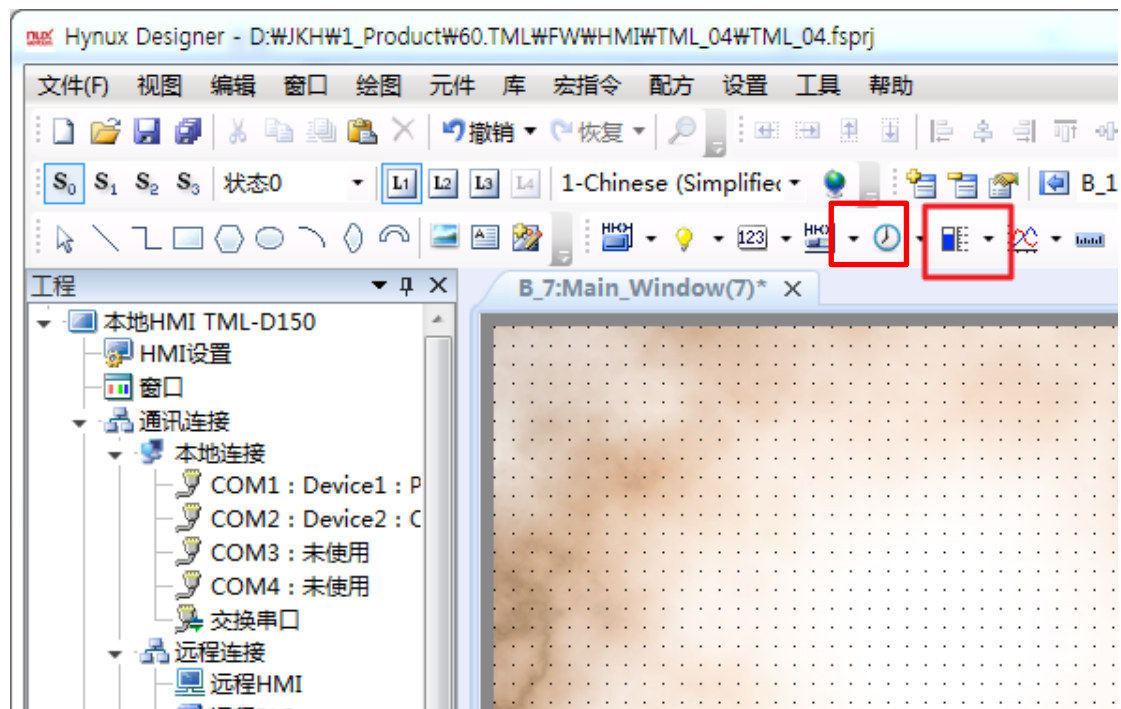 Hynux Designer - D:₩JKH₩1_Product₩60.TML₩FW₩HMI₩TML_04₩TML_04.fsprj
文件(F) 视图 编辑 窗口 绘图 元件 库 宏指令 配方 设置 工具 帮助
撤销 恢复
S0 S1 S2 S3 状态0 L1 L2 L3 L4 1-Chinese (Simplified B_1
123
工程 B_7:Main_Window(7)*
本地HMI TML-D150
HMI设置
窗口
通讯连接
本地连接
COM1 : Device1 : P
COM2 : Device2 : C
COM3 : 未使用
COM4 : 未使用
交换串口
远程连接
远程HMI